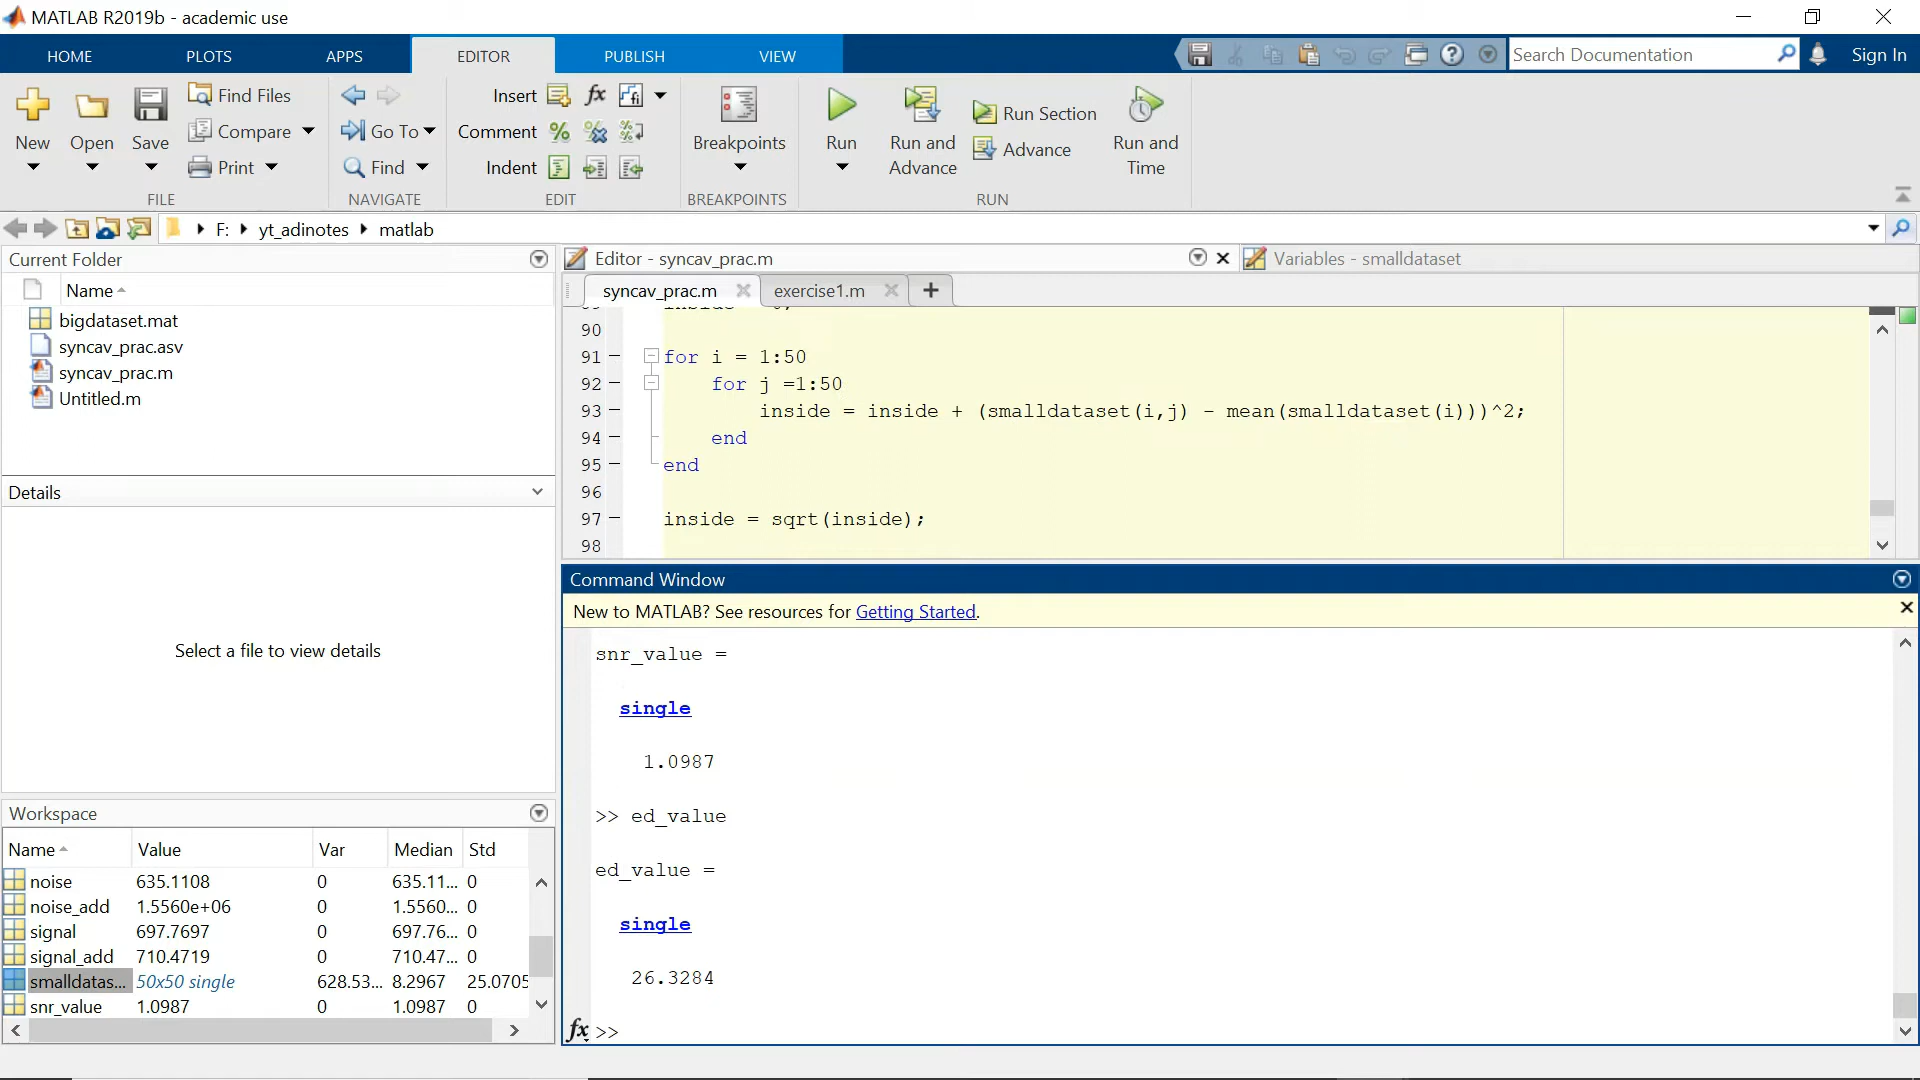 MATLAB R2019b - academic use
HOME PLOTS APPS EDITOR PUBLISH VIEW
Search Documentation
Sign In
New
Open
Save
Find Files
Compare
Print
FILE
Go To
Find
NAVIGATE
Insert fx
Comment
Indent
EDIT
Breakpoints
BREAKPOINTS
Run
Run and Advance
Run Section
Advance
Run and Time
RUN
F: yt_adinotes matlab
Current Folder
Name
bigdataset.mat
syncav_prac.asv
syncav_prac.m
Untitled.m
Details
Select a file to view details
Workspace
Name Value Var Median Std
noise 635.1108 0 635.11... 0
noise_add 1.5560e+06 0 1.5560... 0
signal 697.7697 0 697.76... 0
signal_add 710.4719 0 710.47... 0
smalldatas... 50x50 single 628.53... 8.2967 25.0705
snr_value 1.0987 0 1.0987 0
Editor - syncav_prac.m
Variables - smalldataset
syncav_prac.m exercise1.m +
90
91 for i = 1:50
92 for j =1:50
93 inside = inside + (smalldataset(i,j) - mean(smalldataset(i)))^2;
94 end
95 end
96
97 inside = sqrt(inside);
98
Command Window
New to MATLAB? See resources for Getting Started.
snr_value =
single
1.0987
>> ed_value
ed_value =
single
26.3284
fx >>